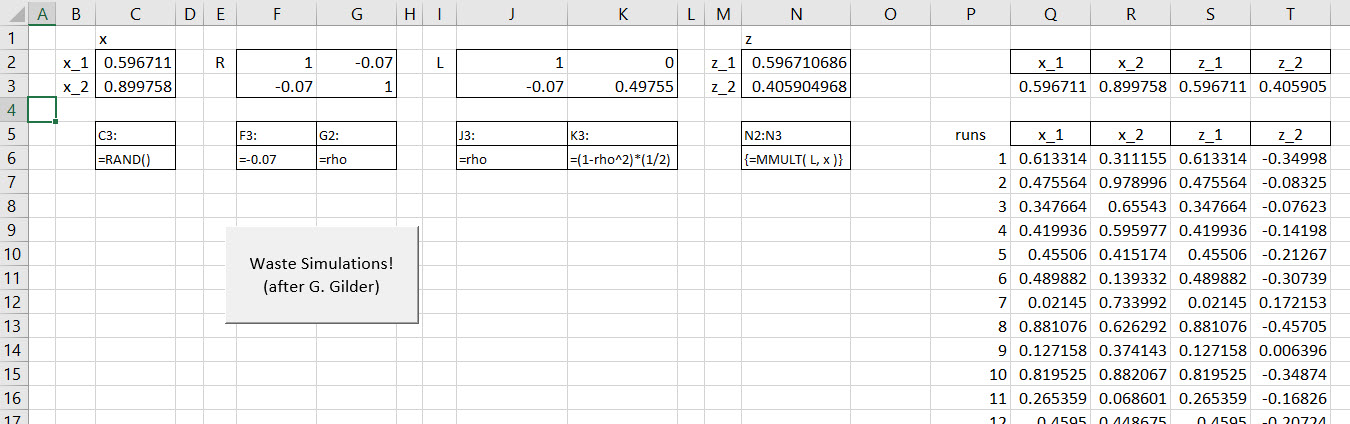 A B C D E F G H I J K L M N O P Q R S T
1 x z
2 x_1 0.596711 R 1 -0.07 L 1 0 z_1 0.596710686 x_1 x_2 z_1 z_2
3 x_2 0.899758 -0.07 1 -0.07 0.49755 z_2 0.405904968 0.596711 0.899758 0.596711 0.405905
4
5 C3: F3: G2: J3: K3: N2:N3 runs x_1 x_2 z_1 z_2
6 =RAND() =-0.07 =rho =rho =(1-rho^2)*(1/2) {=MMULT( L, x )} 1 0.613314 0.311155 0.613314 -0.34998
7 2 0.475564 0.978996 0.475564 -0.08325
8 3 0.347664 0.65543 0.347664 -0.07623
9 4 0.419936 0.595977 0.419936 -0.14198
10 5 0.45506 0.415174 0.45506 -0.21267
Waste Simulations!
11 6 0.489882 0.139332 0.489882 -0.30739
(after G. Gilder)
12 7 0.02145 0.733992 0.02145 0.172153
13 8 0.881076 0.626292 0.881076 -0.45705
14 9 0.127158 0.374143 0.127158 0.006396
15 10 0.819525 0.882067 0.819525 -0.34874
16 11 0.265359 0.068601 0.265359 -0.16826
17 12 0.4595 0.448675 0.4595 -0.20724